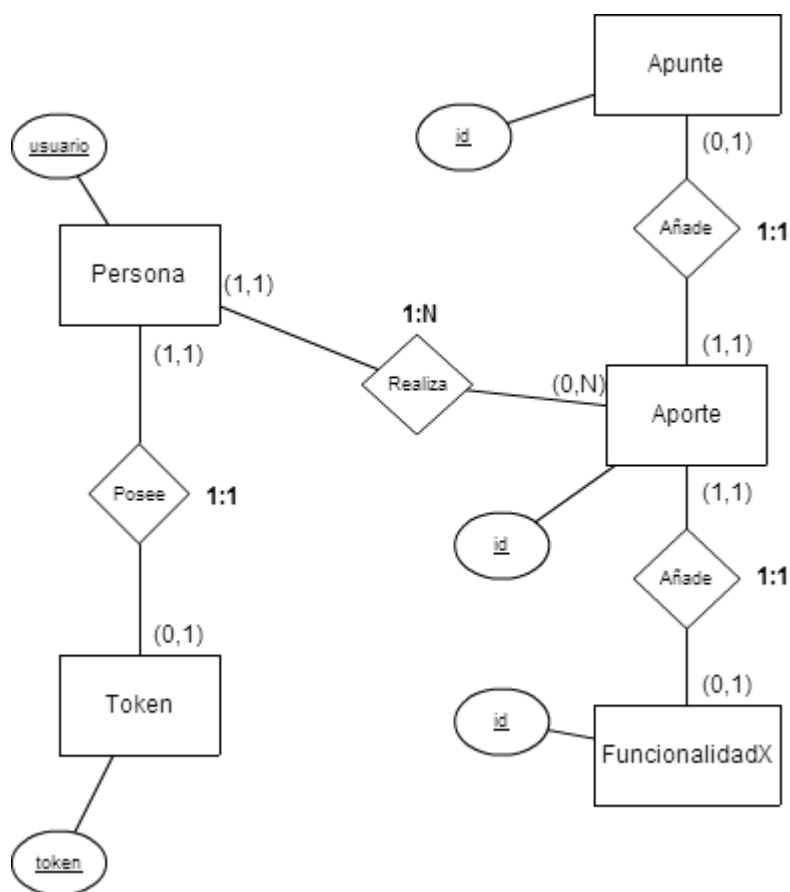 Apunte
id
(0,1)
usuario
Añade
1:1
Persona
(1,1)
(1,1)
1:N
(1,1)
Realiza
(0,N)
Aporte
(1,1)
Posee
1:1
id
Añade
1:1
(0,1)
(0,1)
Token
id
FuncionalidadX
token